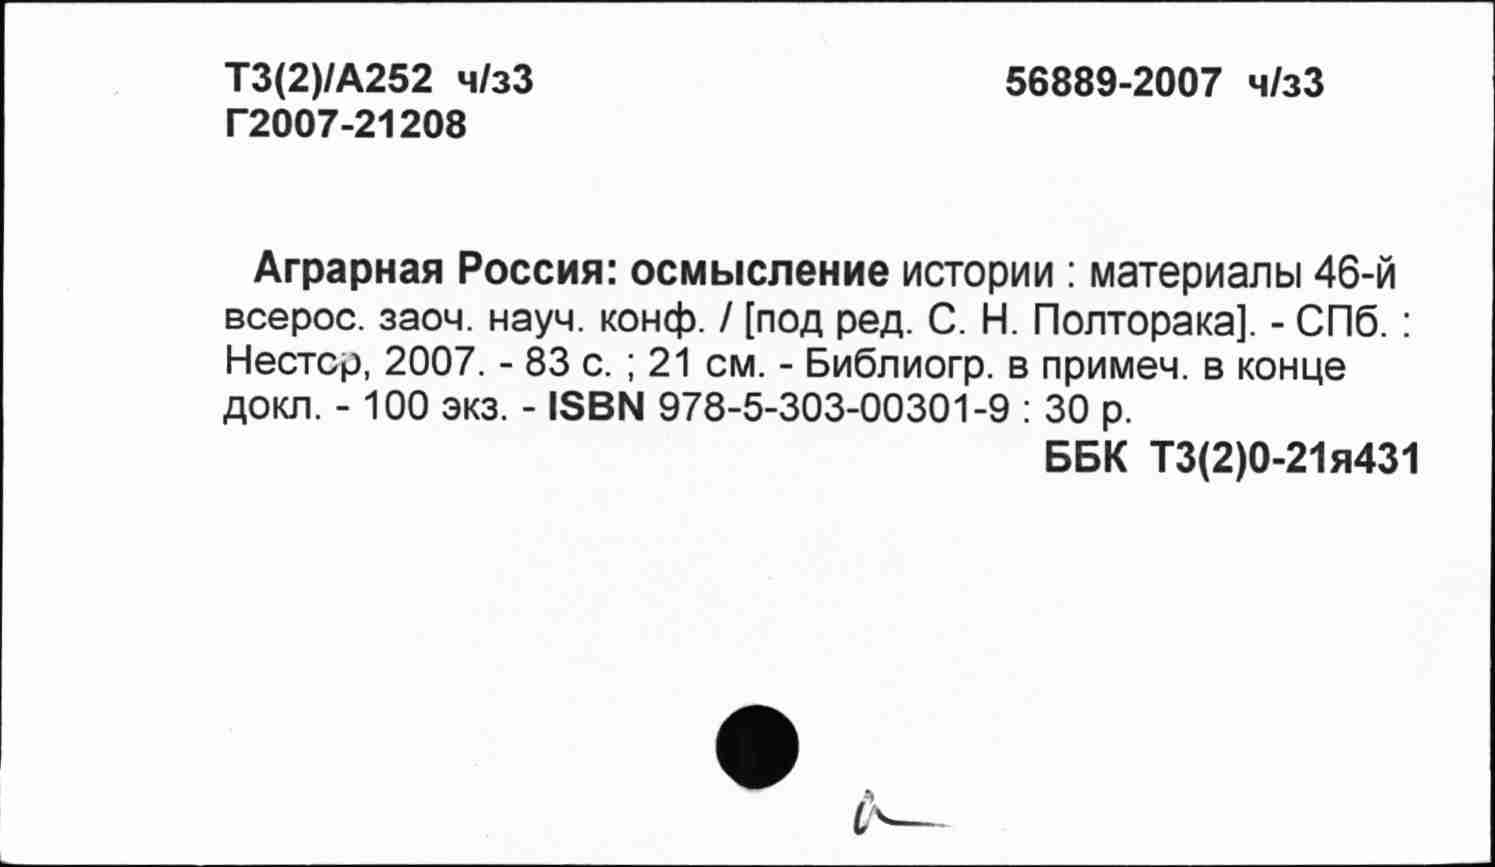 Т3(2)/А252 ч/з3 56889-2007 ч/з3
Г2007-21208
Аграрная Россия: осмысление истории : материалы 46-й
всерос. заоч. науч. конф. / [под ред. С. Н. Полторака]. - СПб. :
Нестор, 2007. - 83 с. ; 21 см. - Библиогр. в примеч. в конце
докл. - 100 экз. - ISBN 978-5-303-00301-9 : 30 р.
ББК Т3(2)0-21я431